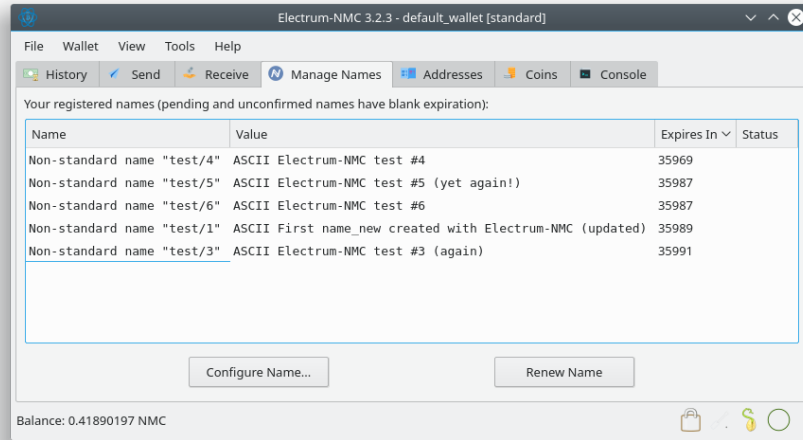 Electrum-NMC 3.2.3 - default_wallet [standard]
File Wallet View Tools Help
History Send Receive Manage Names Addresses Coins Console
Your registered names (pending and unconfirmed names have blank expiration):
Name Value Expires In Status
Non-standard name "test/4" ASCII Electrum-NMC test #4 35969
Non-standard name "test/5" ASCII Electrum-NMC test #5 (yet again!) 35987
Non-standard name "test/6" ASCII Electrum-NMC test #6 35987
Non-standard name "test/1" ASCII First name_new created with Electrum-NMC (updated) 35989
Non-standard name "test/3" ASCII Electrum-NMC test #3 (again) 35991
Configure Name... Renew Name
Balance: 0.41890197 NMC